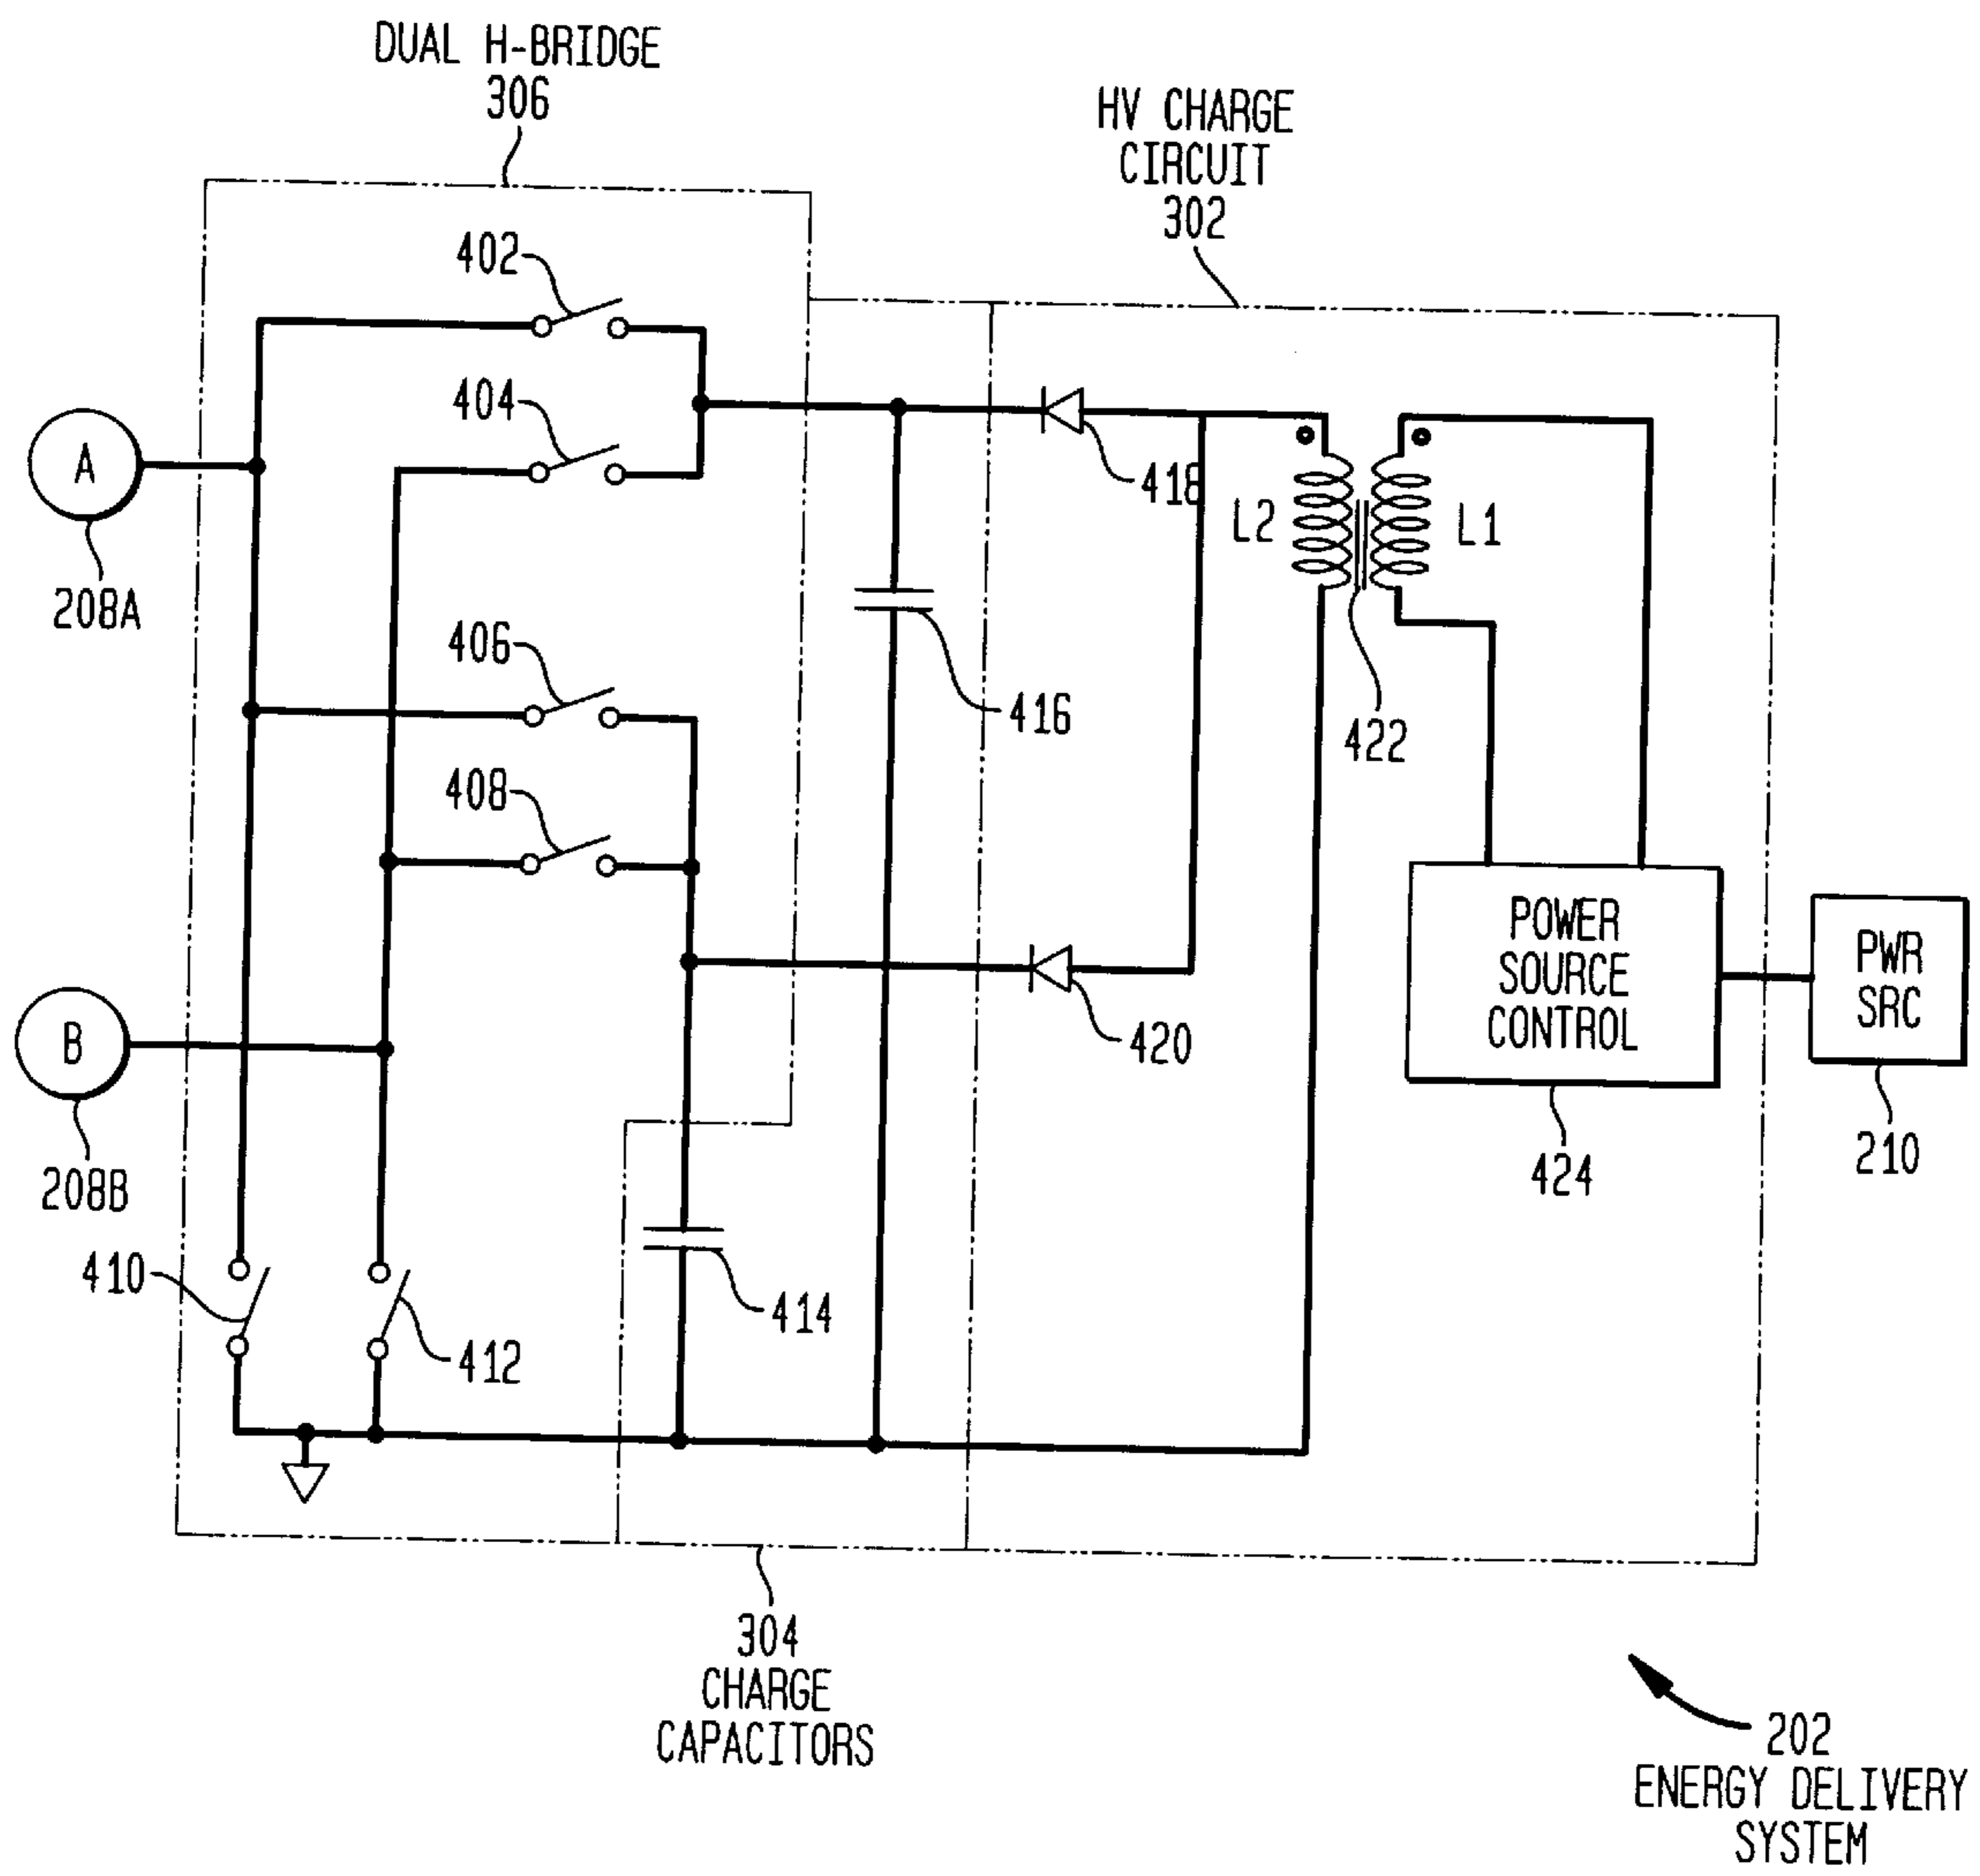 DUAL H-BRIDGE
306
HV CHARGE
CIRCUIT
302
402
404
A
418
L2
L1
208A
406
416
422
408
POWER
SOURCE
CONTROL
PWR
SRC
B
420
424
210
208B
410
414
412
304
CHARGE
CAPACITORS
202
ENERGY DELIVERY
SYSTEM